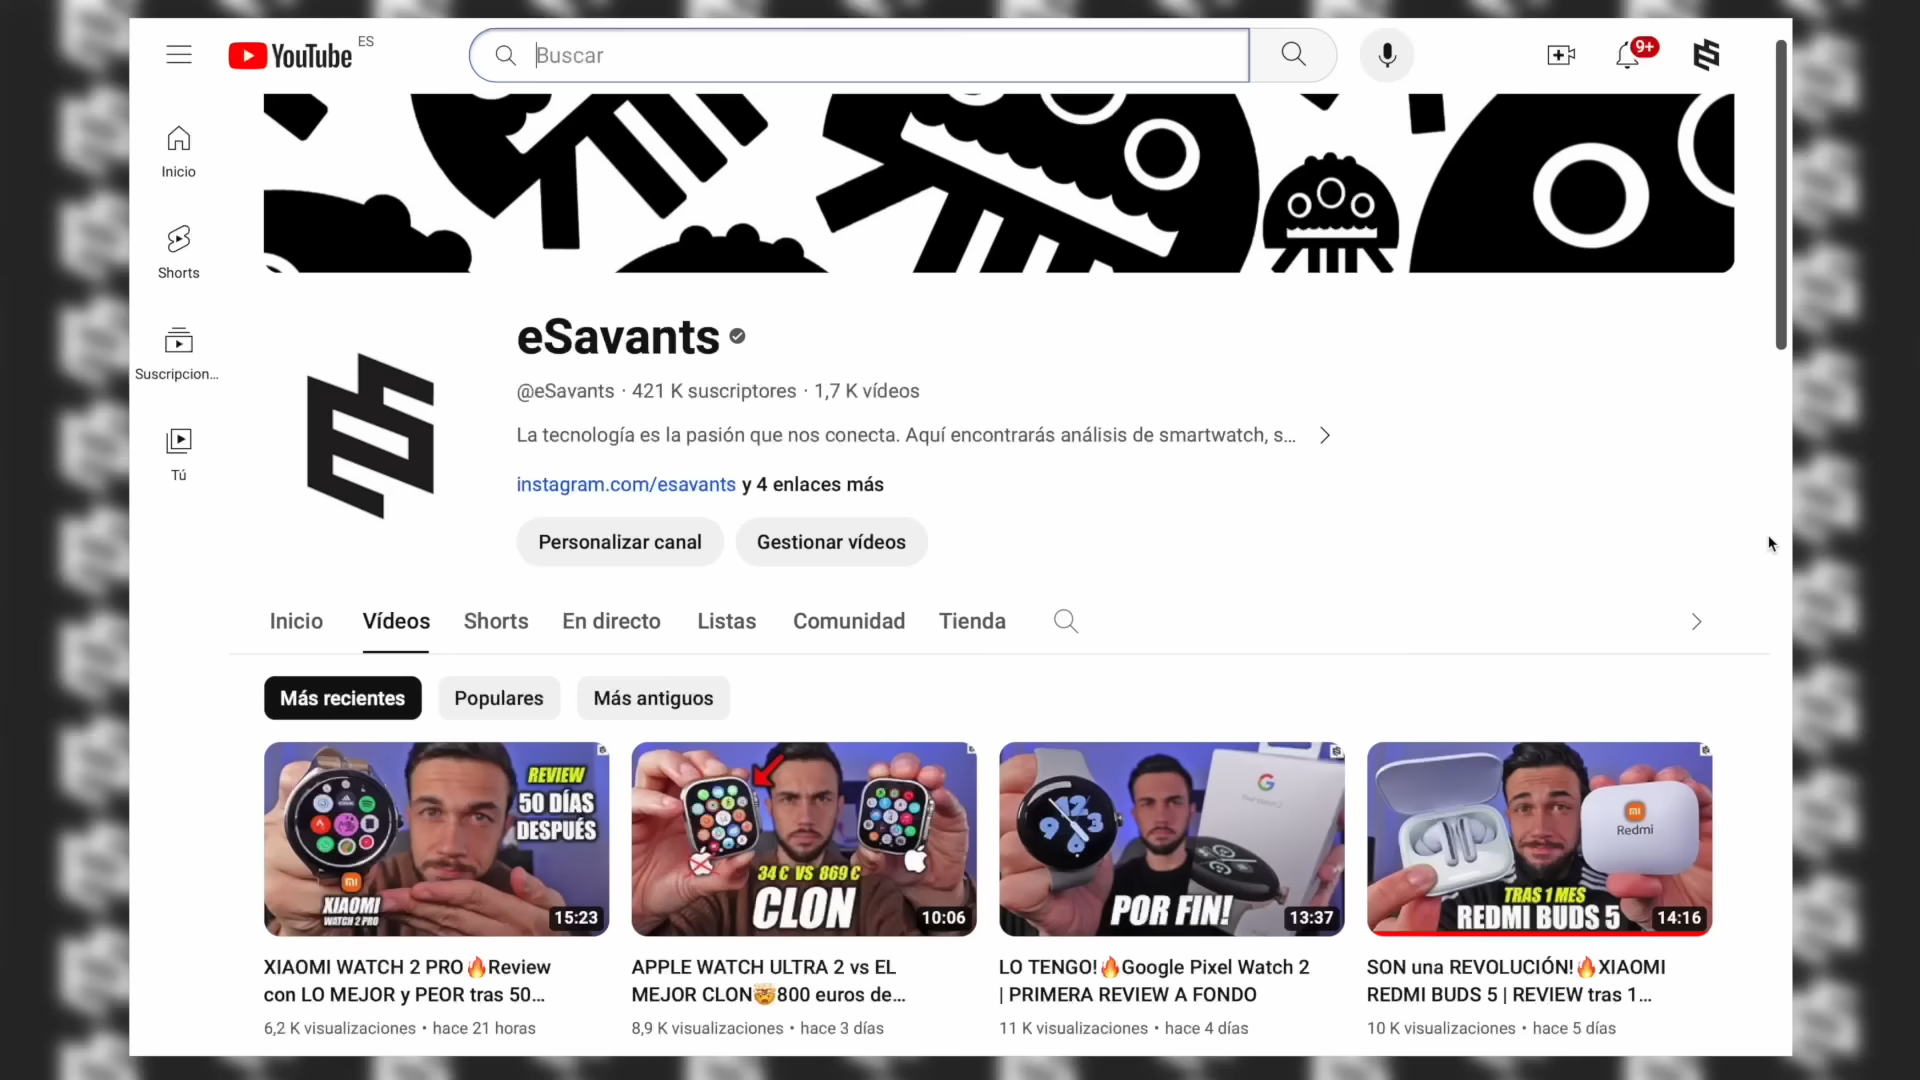 YouTube ES
Buscar
9+
Inicio
Shorts
Suscripcion...
Tú
eSavants
@eSavants · 421 K suscriptores · 1,7 K vídeos
La tecnología es la pasión que nos conecta. Aquí encontrarás análisis de smartwatch, s...
instagram.com/esavants y 4 enlaces más
Personalizar canal
Gestionar vídeos
Inicio
Vídeos
Shorts
En directo
Listas
Comunidad
Tienda
Más recientes
Populares
Más antiguos
REVIEW
50 DÍAS
DESPUÉS
XIAOMI
WATCH 2 PRO
15:23
34 € VS 869 €
CLON
10:06
POR FIN!
13:37
Redmi
TRAS 1 MES
REDMI BUDS 5
14:16
XIAOMI WATCH 2 PRO🔥Review
con LO MEJOR y PEOR tras 50...
6,2 K visualizaciones • hace 21 horas
APPLE WATCH ULTRA 2 vs EL
MEJOR CLON🤯800 euros de...
8,9 K visualizaciones • hace 3 días
LO TENGO!🔥Google Pixel Watch 2
| PRIMERA REVIEW A FONDO
11 K visualizaciones • hace 4 días
SON una REVOLUCIÓN!🔥XIAOMI
REDMI BUDS 5 | REVIEW tras 1...
10 K visualizaciones • hace 5 días